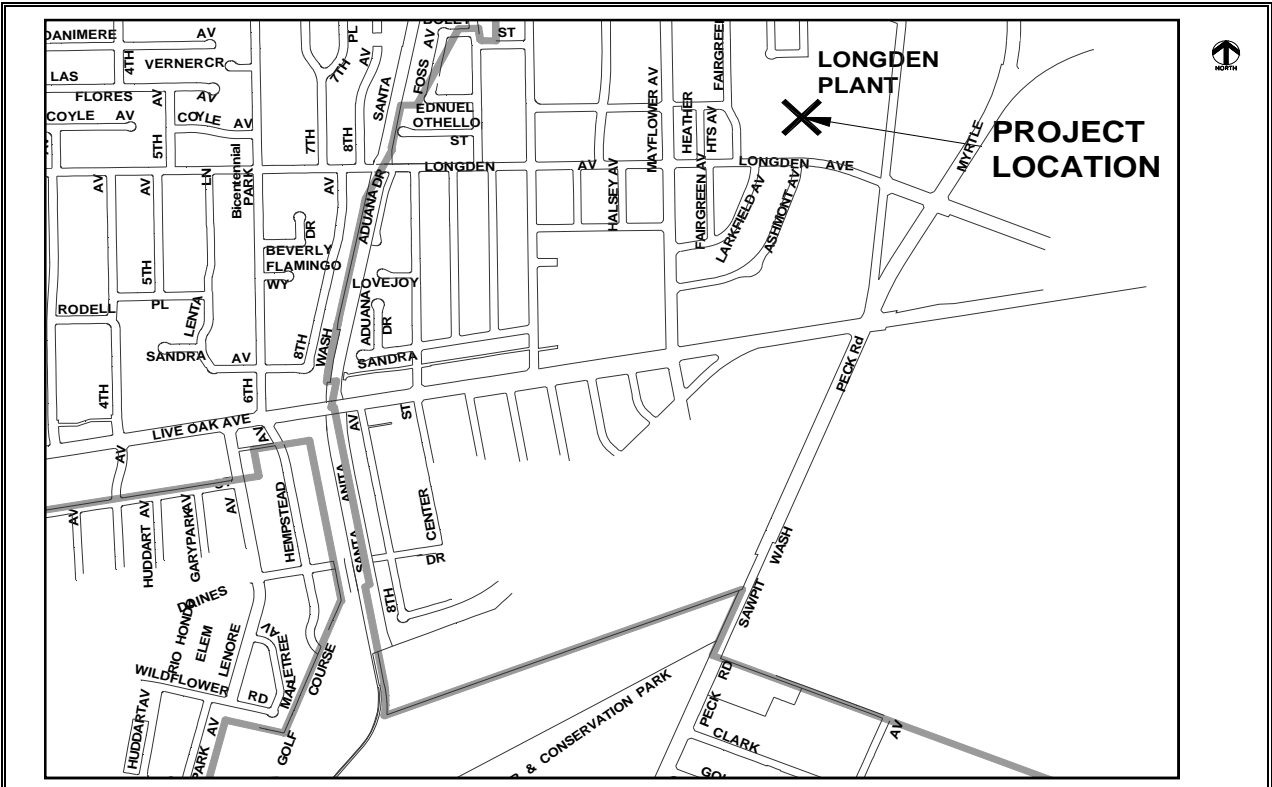 DANIMERE AV
4TH
VERNER CR
LAS
FLORES
AV
AV
COYLE AV
COYLE AV
5TH
7TH
PL
7TH
AV
8TH
SANTA
FOSS
AV
ST
EDNUEL
OTHELLO
ST
FAIRGREEN
MAYFLOWER AV
HEATHER
HTS AV
LONGDEN
PLANT
NORTH
PROJECT
LOCATION
MYRTLE
LONGDEN AV
LONGDEN AVE
AV
AV
LN
Bicentennial
PARK
AV
ADUANA DR
HALSEY AV
FAIRGREEN AV
LARKFIELD AV
ASHMONT AV
5TH
DR
BEVERLY
FLAMINGO
WY
LOVEJOY
RODELL PL
LENTA
ADUANA
DR
SANDRA AV
8TH
WASH
SANDRA
4TH
6TH
PECK Rd
LIVE OAK AVE
AV
AV
AV
ST
AV
HUDDART AV
GARYPARK AV
AV
HEMPSTEAD
SANTA ANITA
CENTER
DR
8TH
DAINES
RIO HONDO
ELEM
LENORE
AV
MAPLETREE
WILDFLOWER RD
HUDDART AV
PARK AV
GOLF COURSE
SAWPIT WASH
& CONSERVATION PARK
PECK RD
CLARK
AV